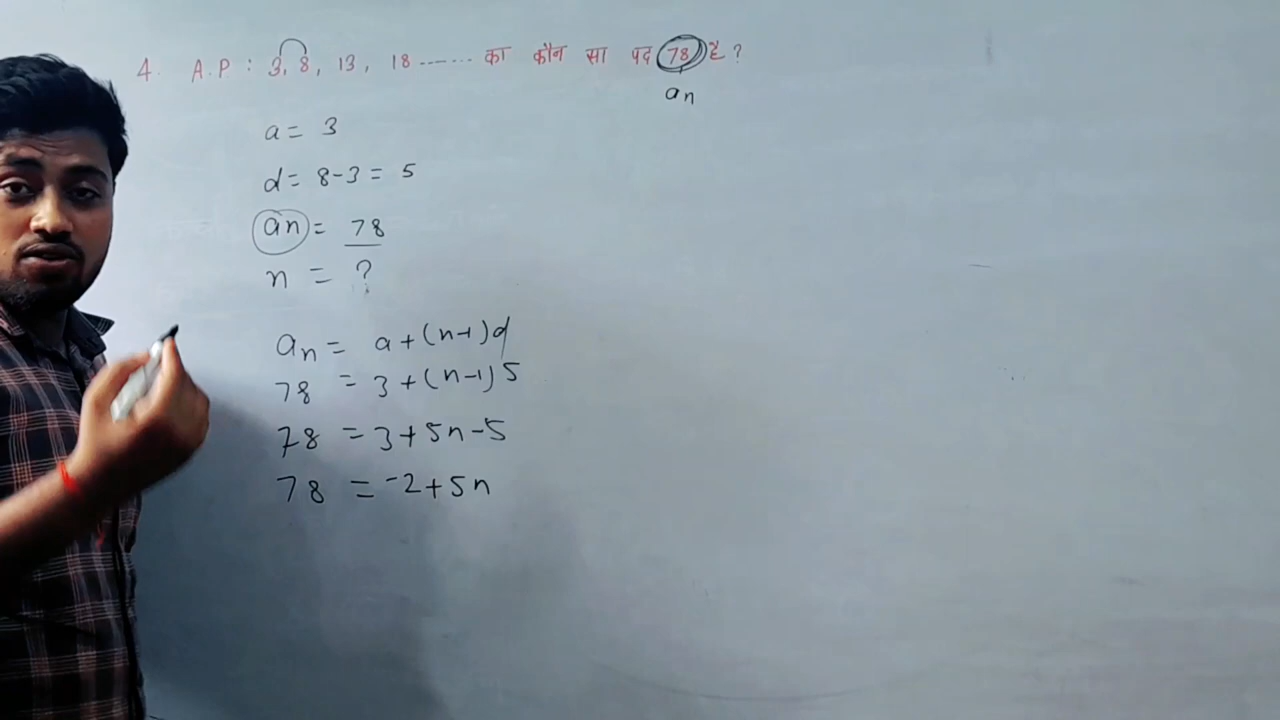 4. A.P : 3, 8, 13, 18 ....... का कौन सा पद 78 है ?
an
a = 3
d = 8-3 = 5
an = 78
n = ?
an = a+(n-1)d
78 = 3+(n-1)5
78 = 3+5n-5
78 = -2+5n